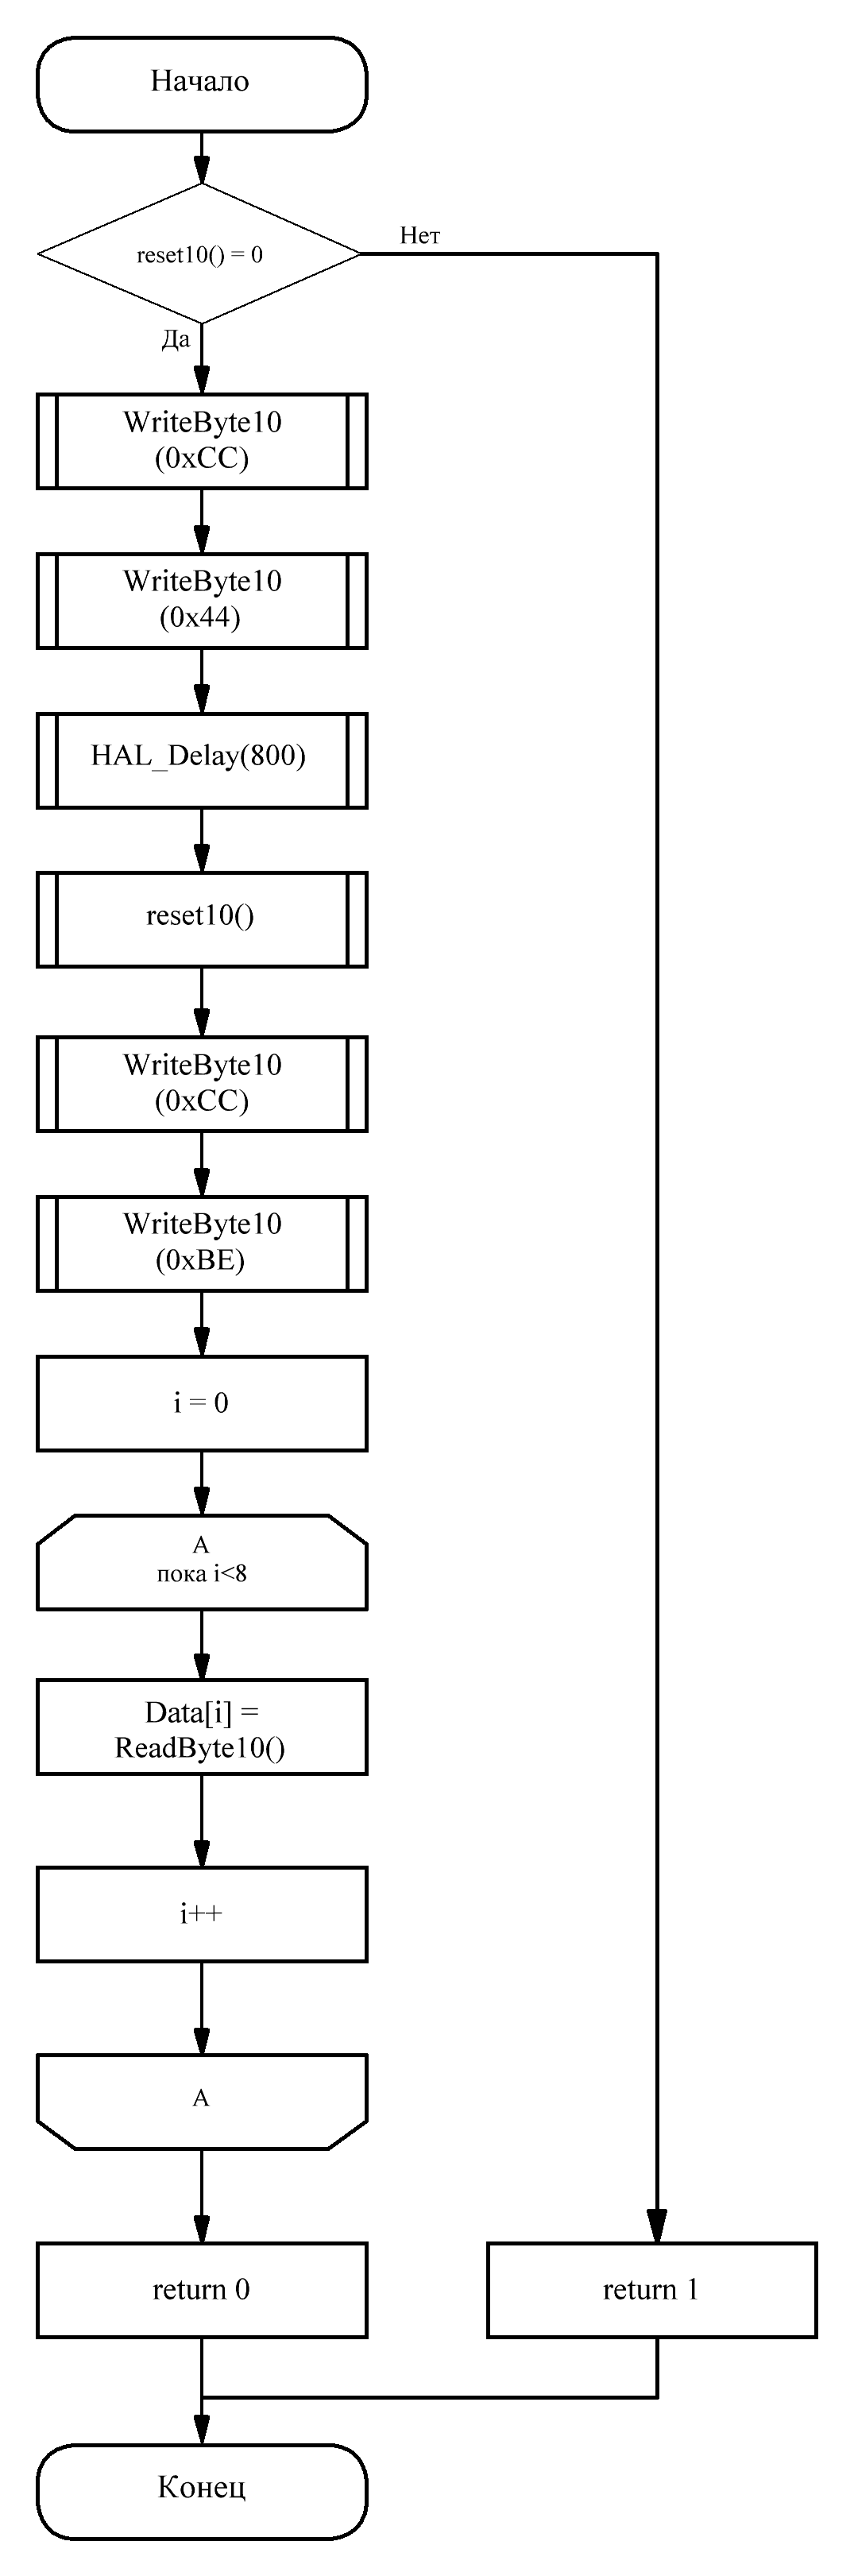 Начало
reset10() = 0
Нет
Да
WriteByte10
(0xCC)
WriteByte10
(0x44)
HAL_Delay(800)
reset10()
WriteByte10
(0xCC)
WriteByte10
(0xBE)
i = 0
А
пока i<8
Data[i] =
ReadByte10()
i++
А
return 0
return 1
Конец